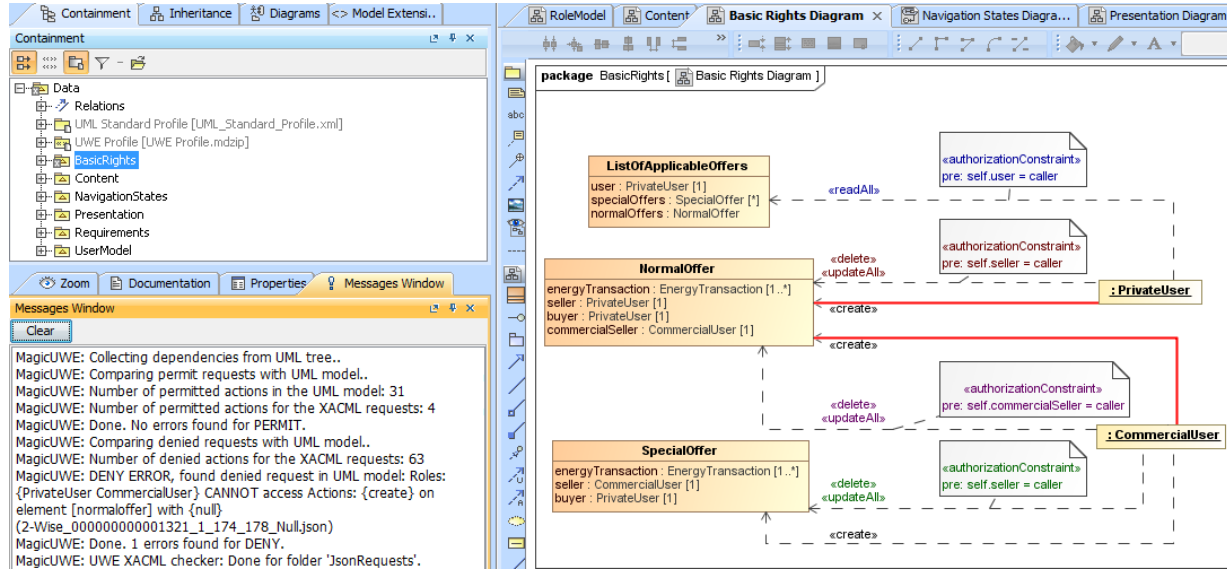 Containment
Inheritance
Diagrams
<> Model Extensi..
Containment
Data
Relations
UML Standard Profile [UML_Standard_Profile.xml]
UWE Profile [UWE Profile.mdzip]
BasicRights
Content
NavigationStates
Presentation
Requirements
UserModel
Zoom
Documentation
Properties
Messages Window
Messages Window
Clear
MagicUWE: Collecting dependencies from UML tree..
MagicUWE: Comparing permit requests with UML model..
MagicUWE: Number of permitted actions in the UML model: 31
MagicUWE: Number of permitted actions for the XACML requests: 4
MagicUWE: Done. No errors found for PERMIT.
MagicUWE: Comparing denied requests with UML model..
MagicUWE: Number of denied actions for the XACML requests: 63
MagicUWE: DENY ERROR, found denied request in UML model: Roles:
{PrivateUser CommercialUser} CANNOT access Actions: {create} on
element [normaloffer] with {null}
(2-Wise_000000000001321_1_174_178_Null.json)
MagicUWE: Done. 1 errors found for DENY.
MagicUWE: UWE XACML checker: Done for folder 'JsonRequests'.
RoleModel
Content
Basic Rights Diagram
Navigation States Diagra...
Presentation Diagram
abc
package BasicRights [ Basic Rights Diagram ]
ListOfApplicableOffers
user : PrivateUser [1]
specialOffers : SpecialOffer [*]
normalOffers : NormalOffer
«readAll»
«authorizationConstraint»
pre: self.user = caller
NormalOffer
energyTransaction : EnergyTransaction [1..*]
seller : PrivateUser [1]
buyer : PrivateUser [1]
commercialSeller : CommercialUser [1]
«delete»
«updateAll»
«authorizationConstraint»
pre: self.seller = caller
: PrivateUser
«create»
«create»
«authorizationConstraint»
pre: self.commercialSeller = caller
«delete»
«updateAll»
: CommercialUser
SpecialOffer
energyTransaction : EnergyTransaction [1..*]
seller : CommercialUser [1]
buyer : PrivateUser [1]
«authorizationConstraint»
pre: self.seller = caller
«delete»
«updateAll»
«create»